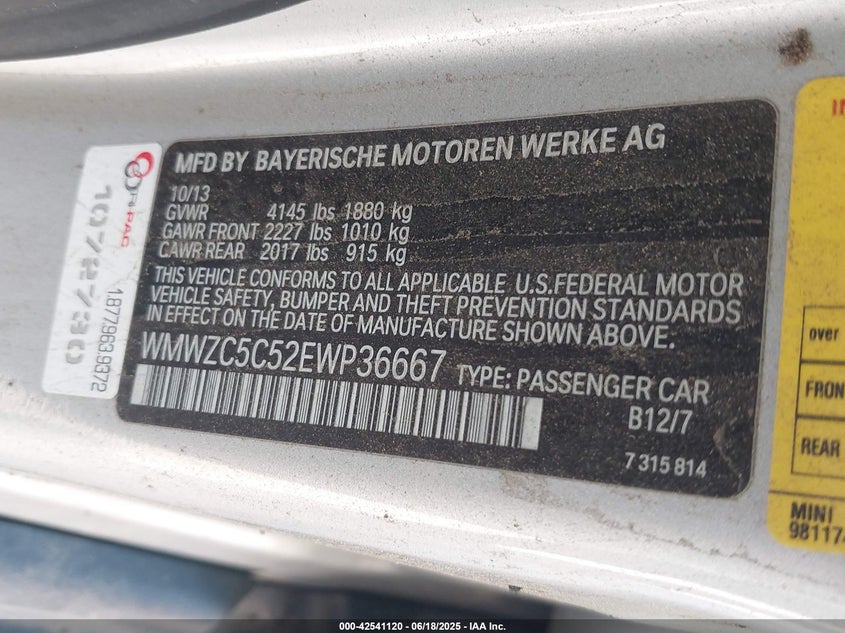 MFD BY BAYERISCHE MOTOREN WERKE AG
10/13
GVWR 4145 lbs 1880 kg
GAWR FRONT 2227 lbs 1010 kg
CAWR REAR 2017 lbs 915 kg
THIS VEHICLE CONFORMS TO ALL APPLICABLE U.S.FEDERAL MOTOR
VEHICLE SAFETY, BUMPER AND THEFT PREVENTION STANDARDS
IN EFFECT ON THE DATE OF MANUFACTURE SHOWN ABOVE.
WMWZC5C52EWP36667 TYPE: PASSENGER CAR
B12/7
7 315 814
18779639372
over
FRON
REAR
MINI
98117
000-42541120 - 06/18/2025 - IAA Inc.